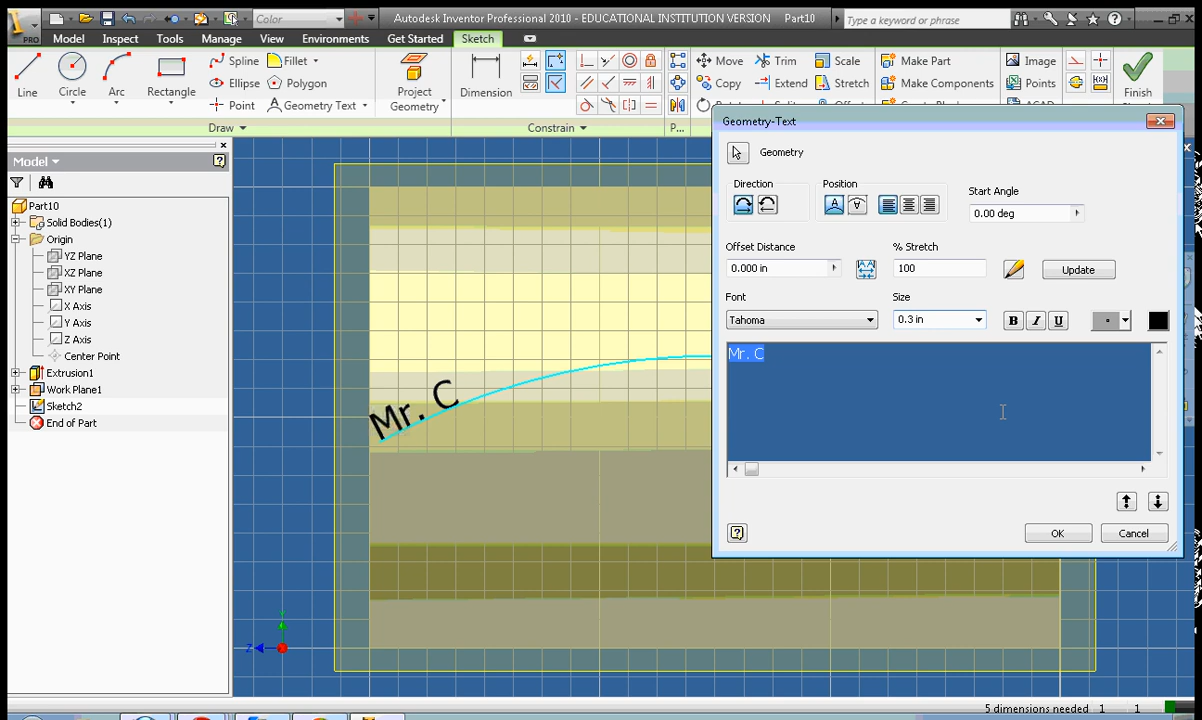 PRO
Color
Autodesk Inventor Professional 2010 - EDUCATIONAL INSTITUTION VERSION Part10
Type a keyword or phrase
Model Inspect Tools Manage View Environments Get Started Sketch
Line
Circle
Arc
Rectangle
Spline
Fillet
Ellipse
Polygon
Point
Geometry Text
Project
Geometry
Dimension
Move
Trim
Scale
Copy
Extend
Stretch
Make Part
Make Components
Image
Points
ACAD
Finish
Draw
Constrain
P...
Model
Part10
Solid Bodies(1)
Origin
YZ Plane
XZ Plane
XY Plane
X Axis
Y Axis
Z Axis
Center Point
Extrusion1
Work Plane1
Sketch2
End of Part
Mr. C
Z
Geometry-Text
Geometry
Direction
Position
Start Angle
0.00 deg
Offset Distance
% Stretch
0.000 in
100
Update
Font
Size
Tahoma
0.3 in
B I U
Mr. C
OK
Cancel
5 dimensions needed 1 1